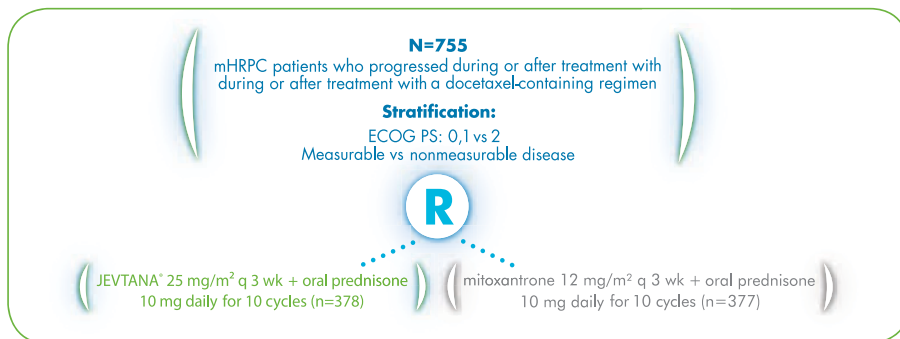 N=755
mHRPC patients who progressed during or after treatment with
during or after treatment with a docetaxel-containing regimen
Stratification:
ECOG PS: 0,1 vs 2
Measurable vs nonmeasurable disease
R
JEVTANA® 25 mg/m² q 3 wk + oral prednisone
10 mg daily for 10 cycles (n=378)
mitoxantrone 12 mg/m² q 3 wk + oral prednisone
10 mg daily for 10 cycles (n=377)